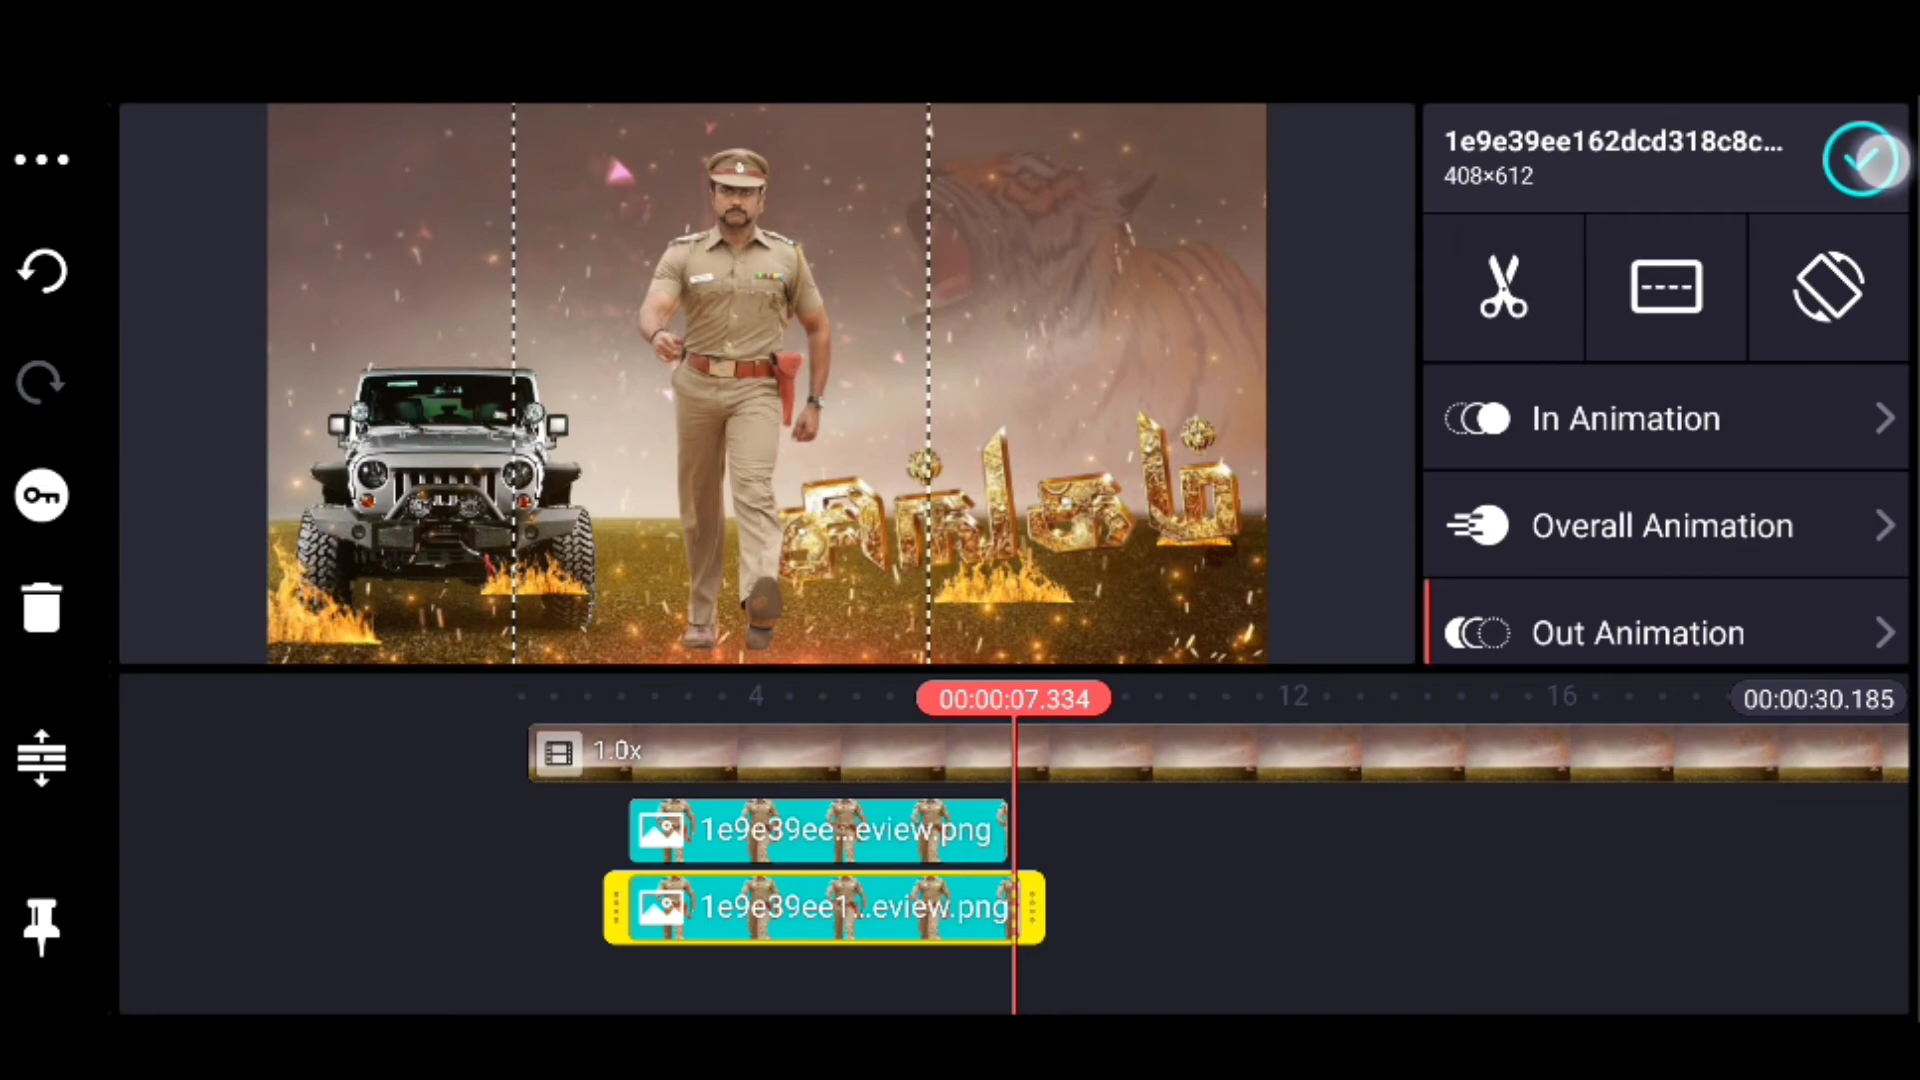 1e9e39ee162dcd318c8c...
408×612
In Animation
Overall Animation
Out Animation
சிங்கம்
4
00:00:07.334
12
16
00:00:30.185
1.0x
1e9e39ee...eview.png
1e9e39ee1...eview.png